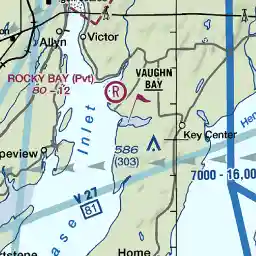 Allyn
Victor
ROCKY BAY (Pvt)
80 - 12
R
VAUGHN
BAY
Inlet
Key Center
586
(303)
7000 - 16,00
V 27
81
Home